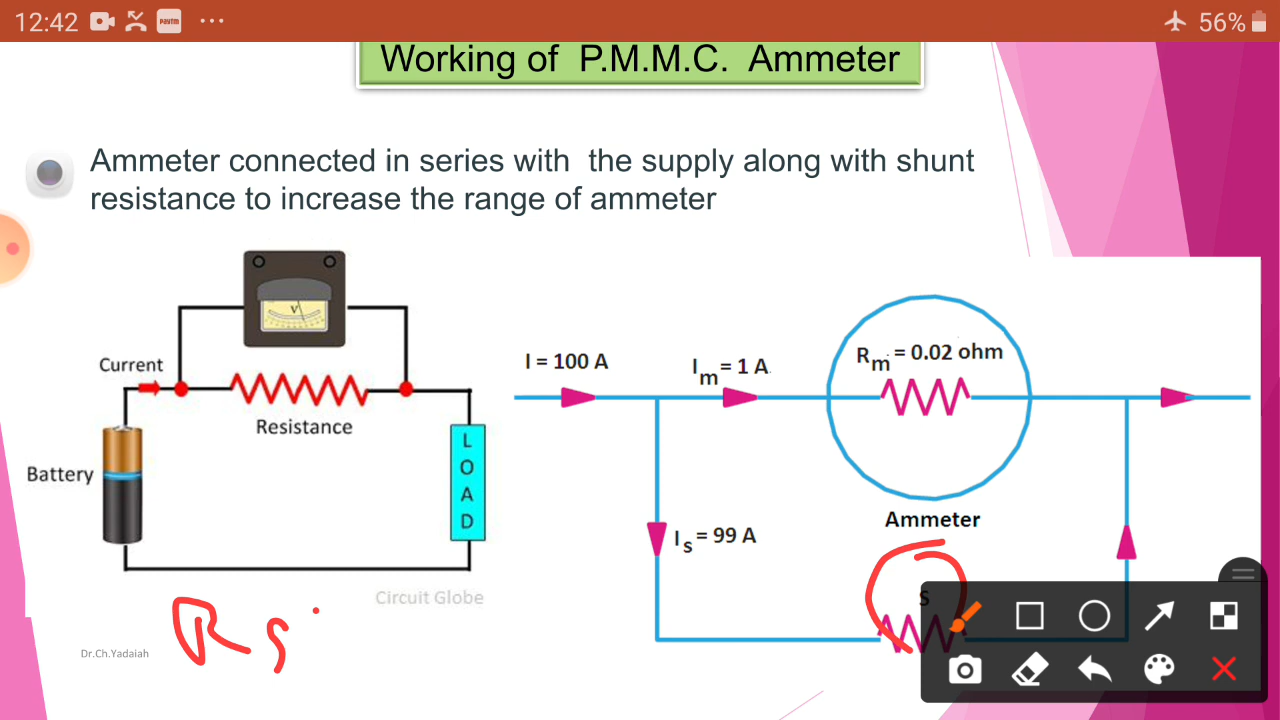 12:42 Paytm ... 56%
Working of P.M.M.C. Ammeter
Ammeter connected in series with the supply along with shunt
resistance to increase the range of ammeter
V
Current
Resistance
Battery
L
O
A
D
Circuit Globe
I = 100 A
Im = 1 A
Rm = 0.02 ohm
Ammeter
Is = 99 A
S
Rs
Dr.Ch.Yadaiah